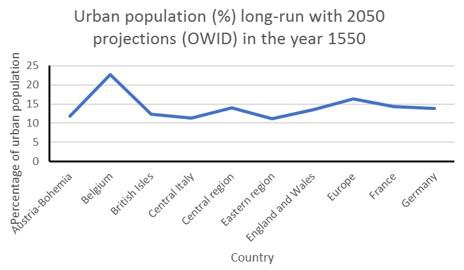 Urban population (%) long-run with 2050
projections (OWID) in the year 1550
Percentage of urban population
25
20
15
10
5
0
Austria-Bohemia
Belgium
British Isles
Central Italy
Central region
Eastern region
England and Wales
Europe
France
Germany
Country